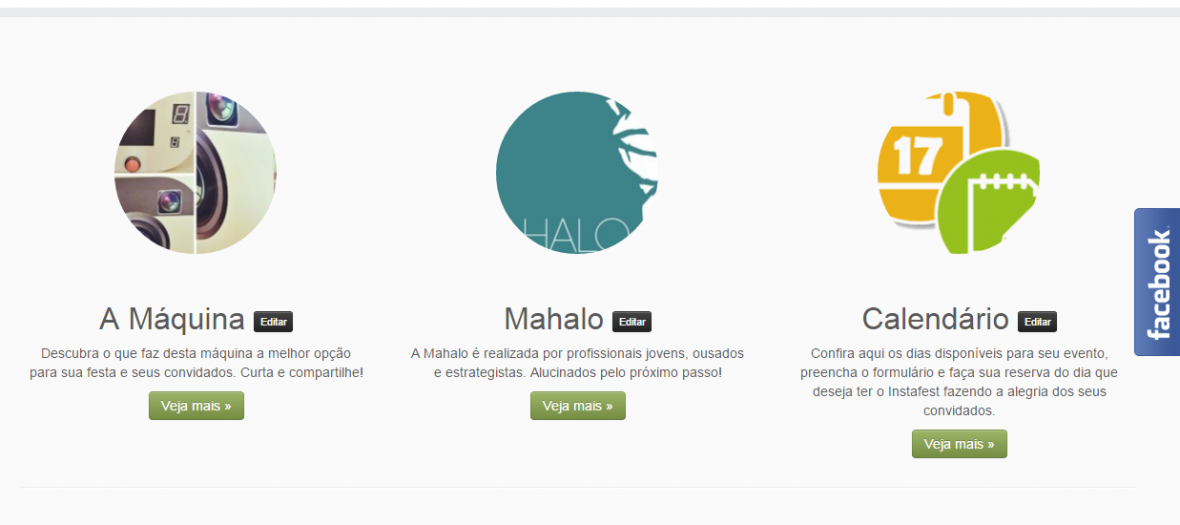 HALO
17
A Máquina Editar
Descubra o que faz desta máquina a melhor opção
para sua festa e seus convidados. Curta e compartilhe!
Veja mais »
Mahalo Editar
A Mahalo é realizada por profissionais jovens, ousados
e estrategistas. Alucinados pelo próximo passo!
Veja mais »
Calendário Editar
Confira aqui os dias disponíveis para seu evento,
preencha o formulário e faça sua reserva do dia que
deseja ter o Instafest fazendo a alegria dos seus
convidados.
Veja mais »
facebook